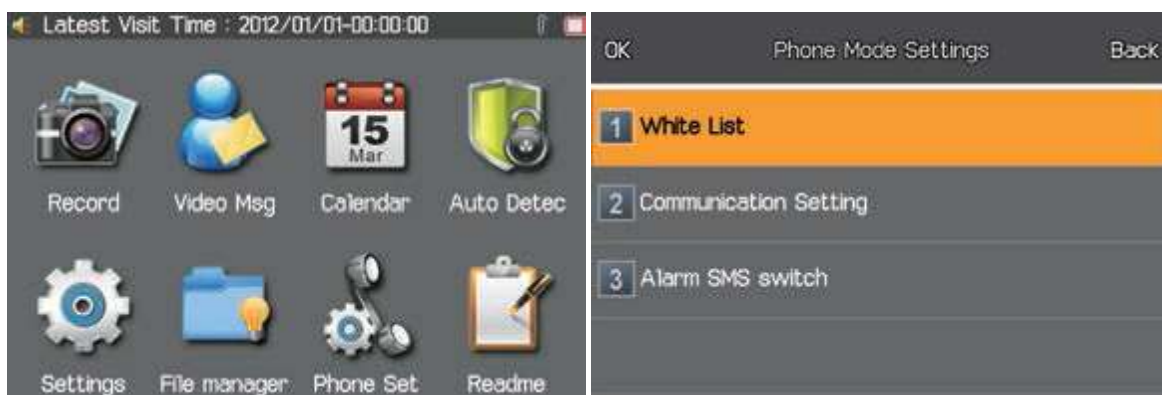 Latest Visit Time : 2012/01/01-00:00:00
15
Mar
Record Video Msg Calendar Auto Detec
Settings File manager Phone Set Readme
OK Phone Mode Settings Back
1 White List
2 Communication Setting
3 Alarm SMS switch